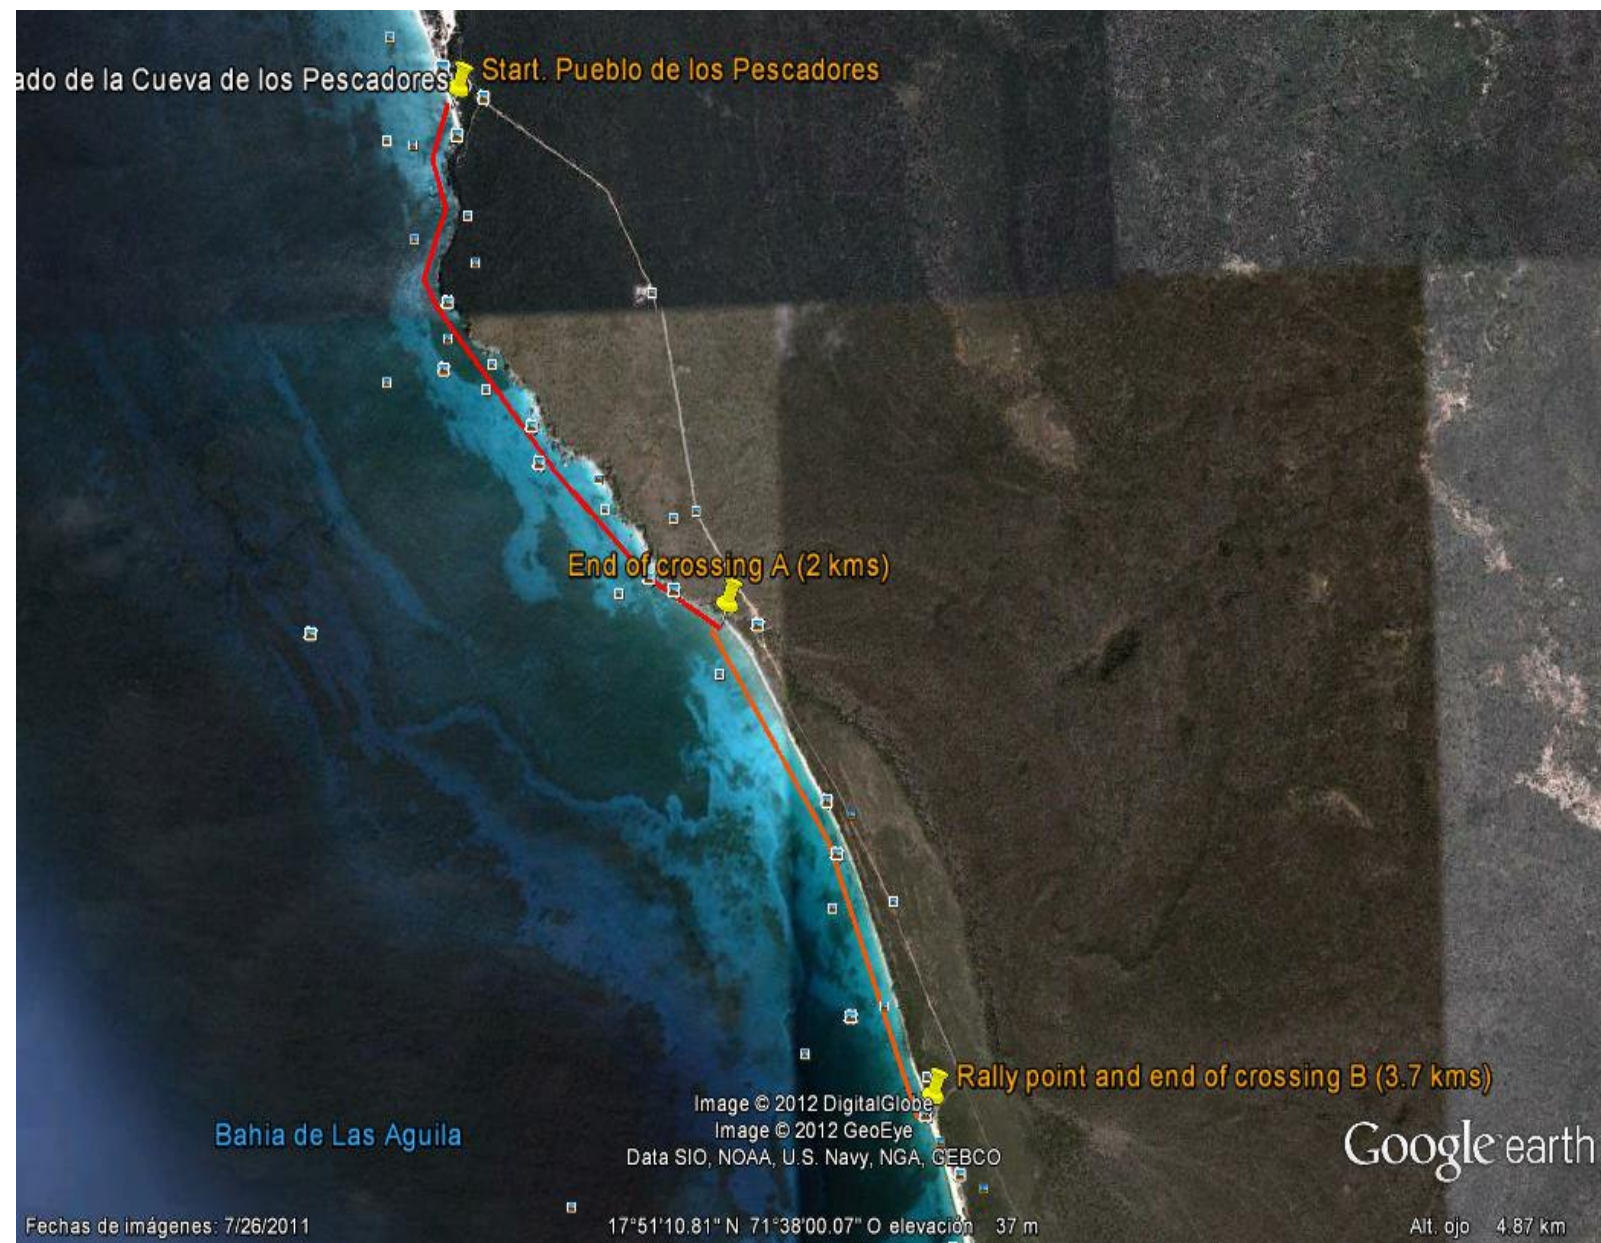 ado de la Cueva de los Pescadores
Start. Pueblo de los Pescadores
End of crossing A (2 kms)
Rally point and end of crossing B (3.7 kms)
Image © 2012 DigitalGlobe
Image © 2012 GeoEye
Data SIO, NOAA, U.S. Navy, NGA, GEBCO
Bahia de Las Aguila
Google earth
Fechas de imágenes: 7/26/2011
17°51'10.81" N 71°38'00.07" O elevación 37 m
Alt. ojo 4.87 km